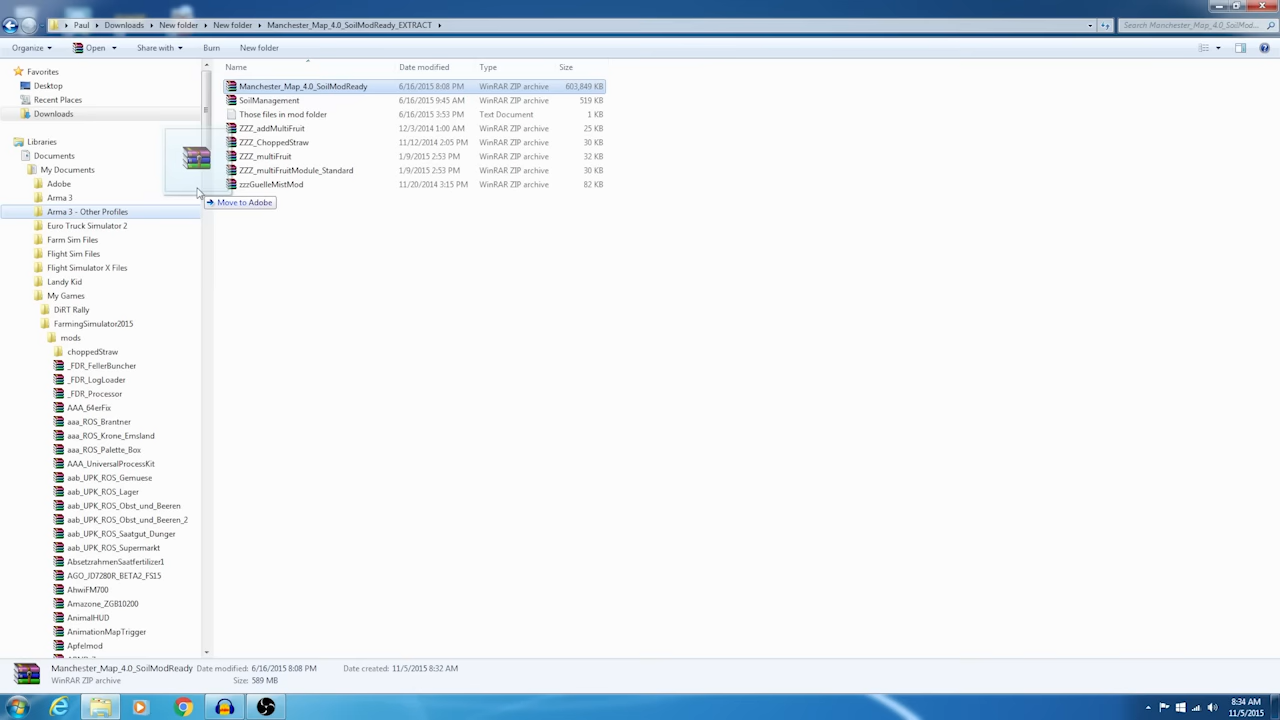 Paul ▸ Downloads ▸ New folder ▸ New folder ▸ Manchester_Map_4.0_SoilModReady_EXTRACT ▸
Search Manchester_Map_4.0_SoilMod...
Organize Open Share with Burn New folder
Name Date modified Type Size
Favorites
Desktop
Recent Places
Downloads
Libraries
Documents
My Documents
Adobe
Arma 3
Arma 3 - Other Profiles
Euro Truck Simulator 2
Farm Sim Files
Flight Sim Files
Flight Simulator X Files
Landy Kid
My Games
DiRT Rally
FarmingSimulator2015
mods
choppedStraw
_FDR_FellerBuncher
_FDR_LogLoader
_FDR_Processor
AAA_64erFix
aaa_ROS_Brantner
aaa_ROS_Krone_Emsland
aaa_ROS_Palette_Box
AAA_UniversalProcessKit
aab_UPK_ROS_Gemuese
aab_UPK_ROS_Lager
aab_UPK_ROS_Obst_und_Beeren
aab_UPK_ROS_Obst_und_Beeren_2
aab_UPK_ROS_Saatgut_Dunger
aab_UPK_ROS_Supermarkt
AbsetzrahmenSaatfertilizer1
AGO_JD7280R_BETA2_FS15
AhwiFM700
Amazone_ZGB10200
AnimalHUD
AnimationMapTrigger
Apfelmod
Manchester_Map_4.0_SoilModReady 6/16/2015 8:08 PM WinRAR ZIP archive 603,849 KB
SoilManagement 6/16/2015 9:45 AM WinRAR ZIP archive 519 KB
Those files in mod folder 6/16/2015 3:53 PM Text Document 1 KB
ZZZ_addMultiFruit 12/3/2014 1:00 AM WinRAR ZIP archive 25 KB
ZZZ_ChoppedStraw 11/12/2014 2:05 PM WinRAR ZIP archive 30 KB
ZZZ_multiFruit 1/9/2015 2:53 PM WinRAR ZIP archive 32 KB
ZZZ_multiFruitModule_Standard 1/9/2015 2:53 PM WinRAR ZIP archive 30 KB
zzzGuelleMistMod 11/20/2014 3:15 PM WinRAR ZIP archive 82 KB
Move to Adobe
Manchester_Map_4.0_SoilModReady Date modified: 6/16/2015 8:08 PM Date created: 11/5/2015 8:32 AM
WinRAR ZIP archive Size: 589 MB
8:34 AM
11/5/2015